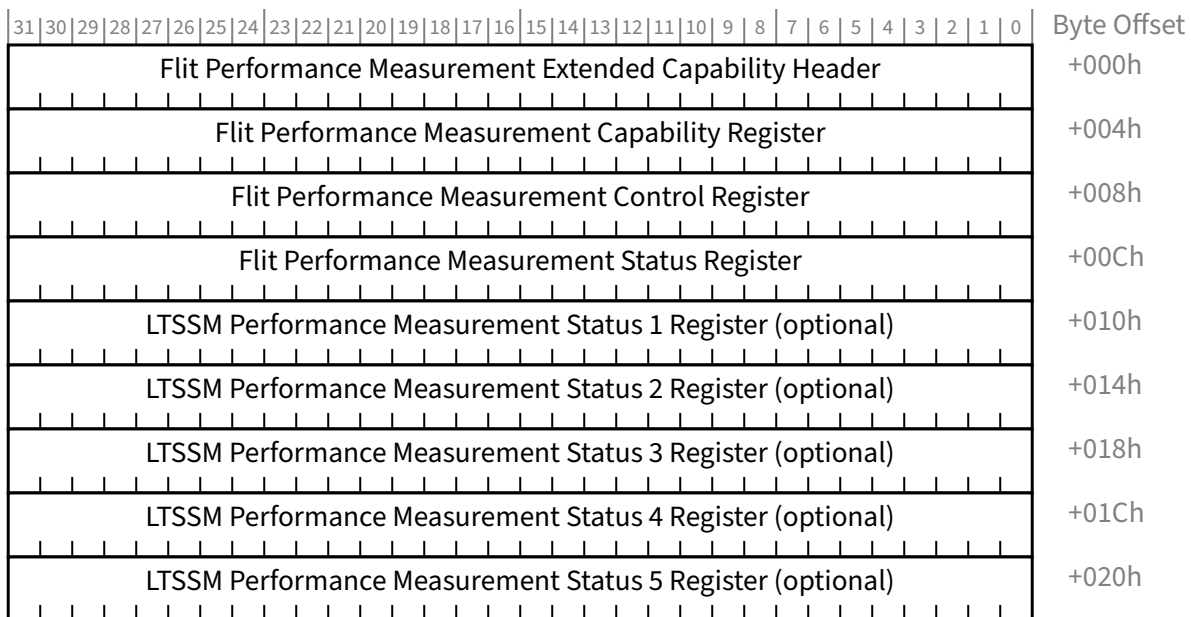 31 30 29 28 27 26 25 24 23 22 21 20 19 18 17 16 15 14 13 12 11 10 9 8 7 6 5 4 3 2 1 0 Byte Offset
Flit Performance Measurement Extended Capability Header +000h
Flit Performance Measurement Capability Register +004h
Flit Performance Measurement Control Register +008h
Flit Performance Measurement Status Register +00Ch
LTSSM Performance Measurement Status 1 Register (optional) +010h
LTSSM Performance Measurement Status 2 Register (optional) +014h
LTSSM Performance Measurement Status 3 Register (optional) +018h
LTSSM Performance Measurement Status 4 Register (optional) +01Ch
LTSSM Performance Measurement Status 5 Register (optional) +020h